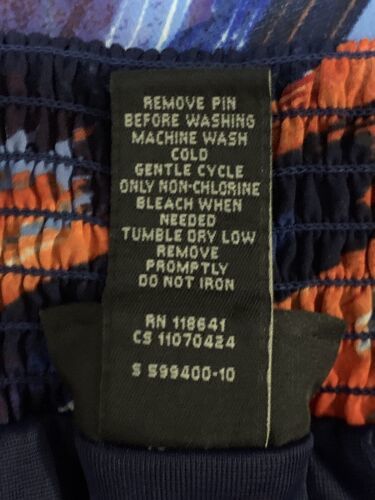 REMOVE PIN
BEFORE WASHING
MACHINE WASH
COLD
GENTLE CYCLE
ONLY NON-CHLORINE
BLEACH WHEN
NEEDED
TUMBLE DRY LOW
REMOVE
PROMPTLY
DO NOT IRON
RN 118641
CS 11070424
S 599400-10